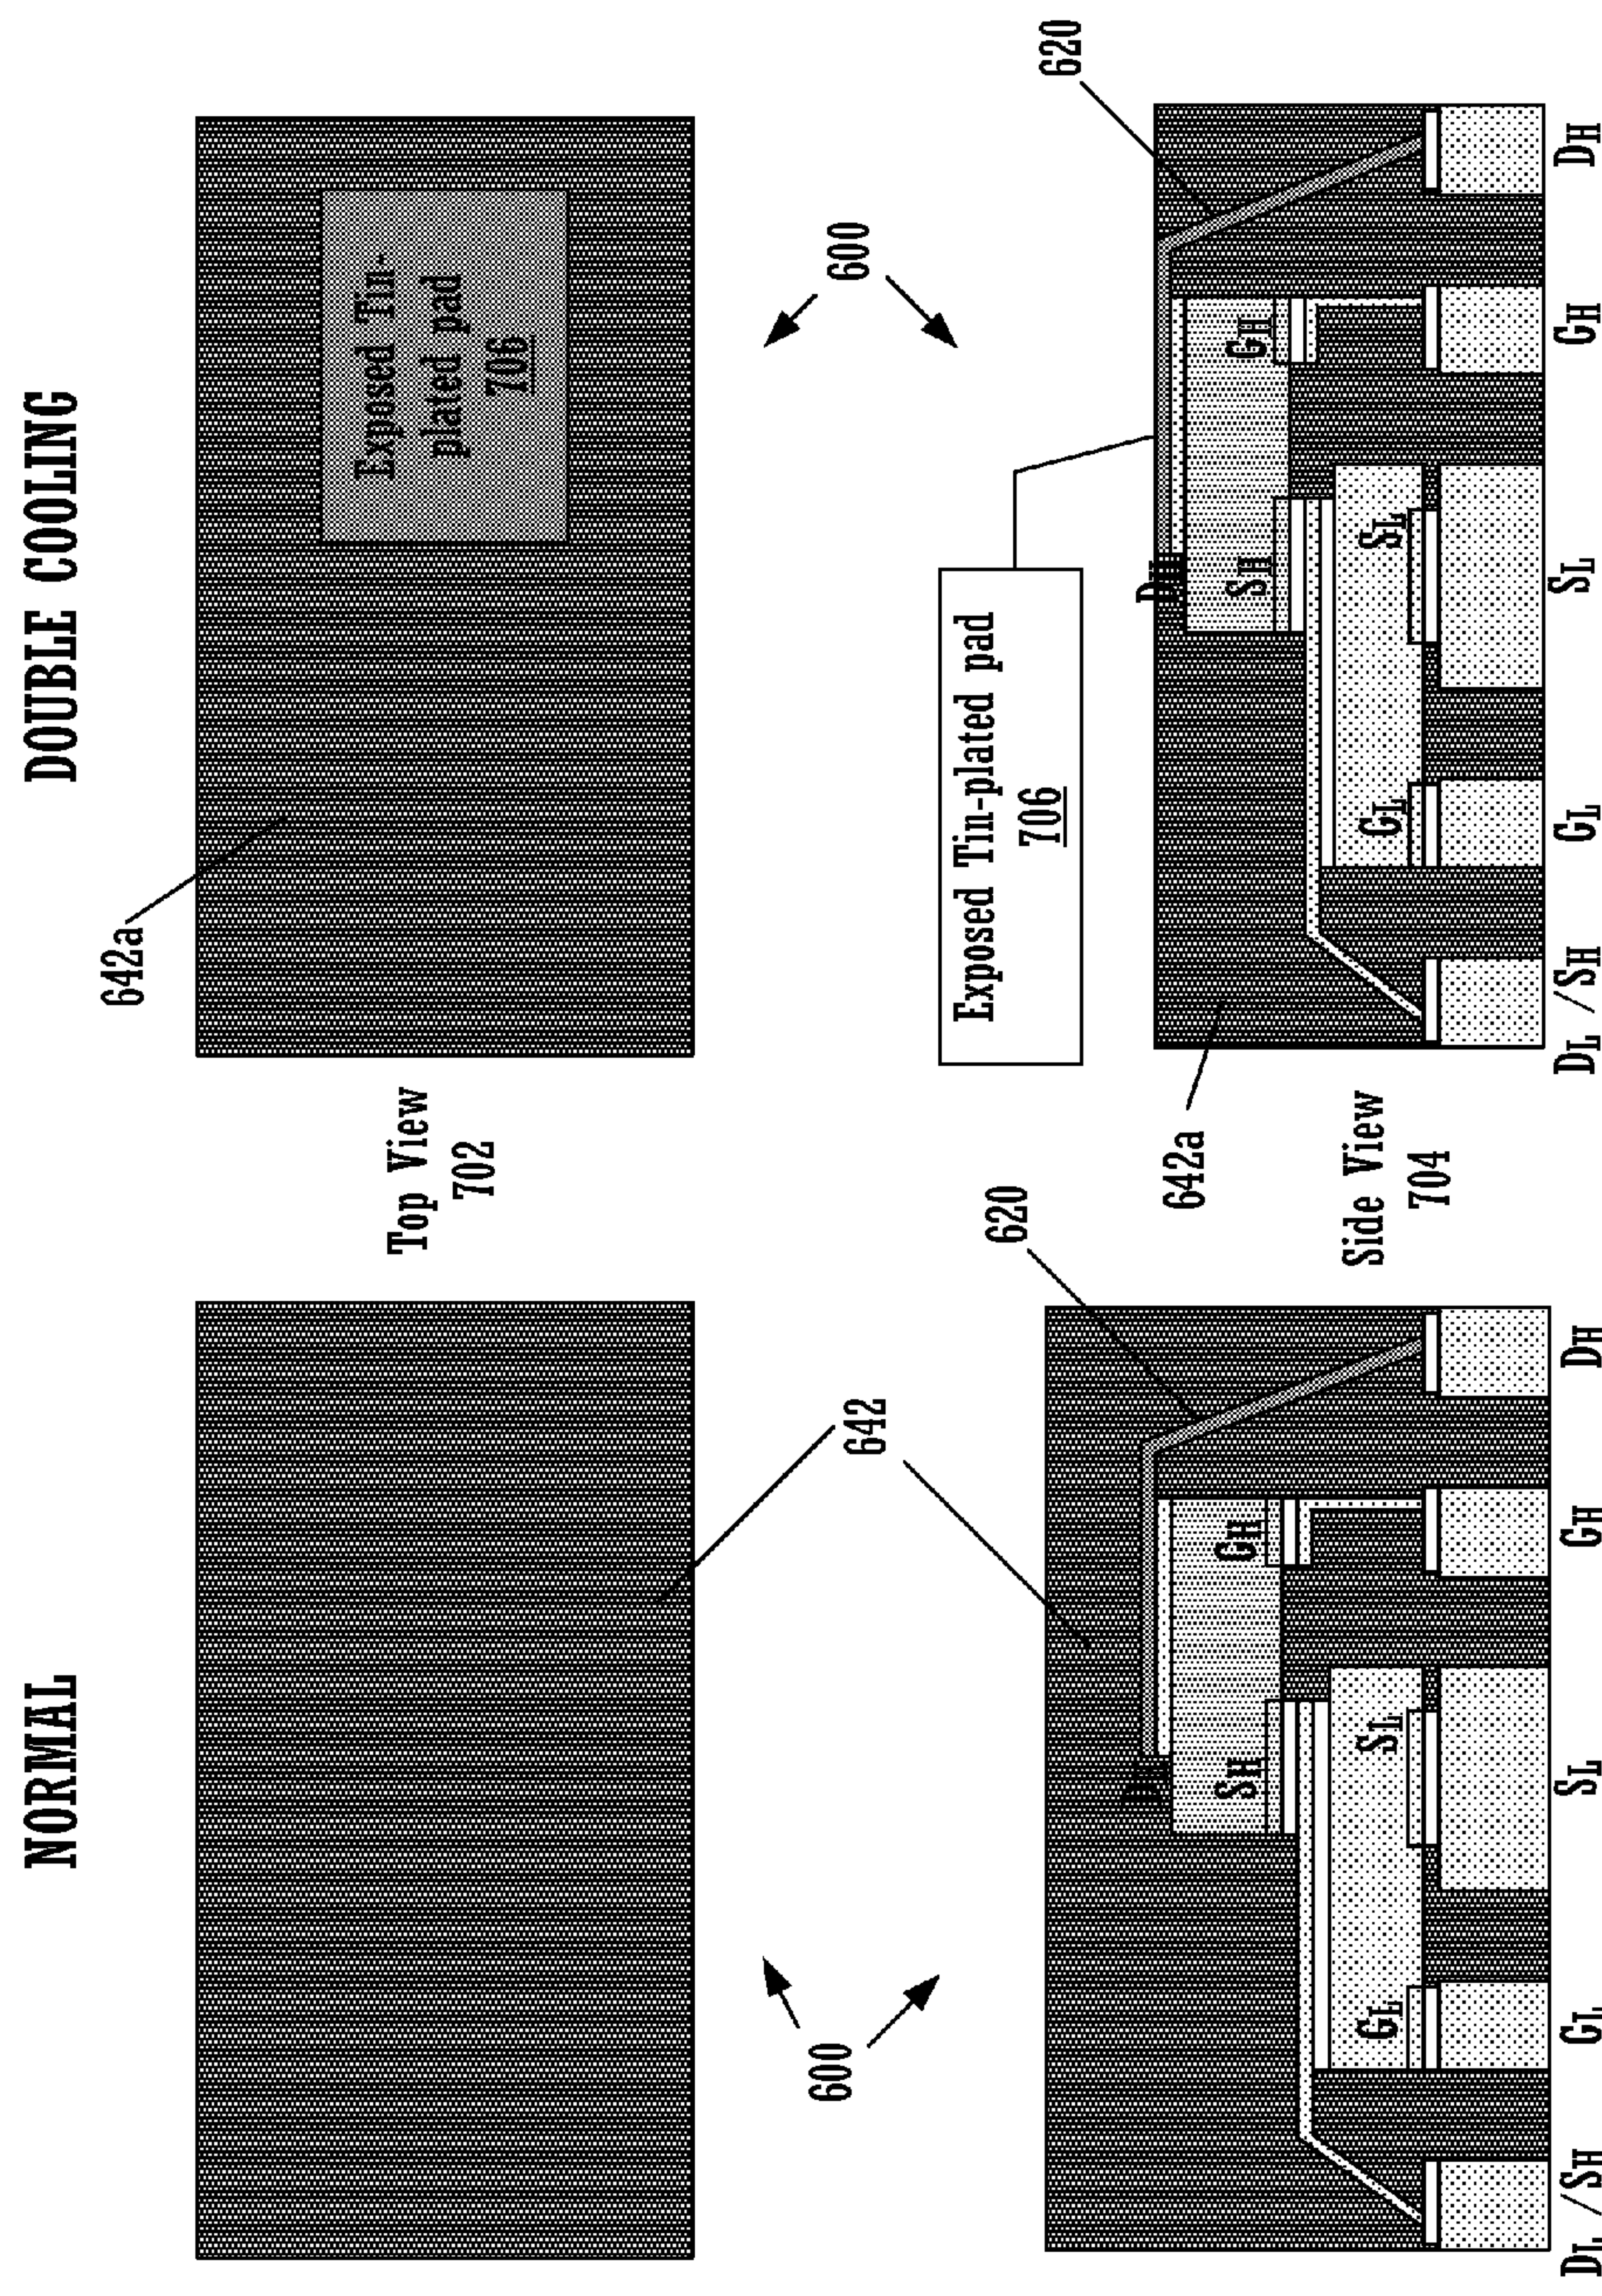 NORMAL
DOUBLE COOLING
642a
Exposed Tin-
plated pad
706
Top View
702
642
600
600
620
620
Exposed Tin-plated pad
706
642a
DH
SH
GH
GL
SL
DH
SH
GH
GL
SL
Side View
704
DL /SH
GL
SL
GH
DH
DL /SH
GL
SL
GH
DH